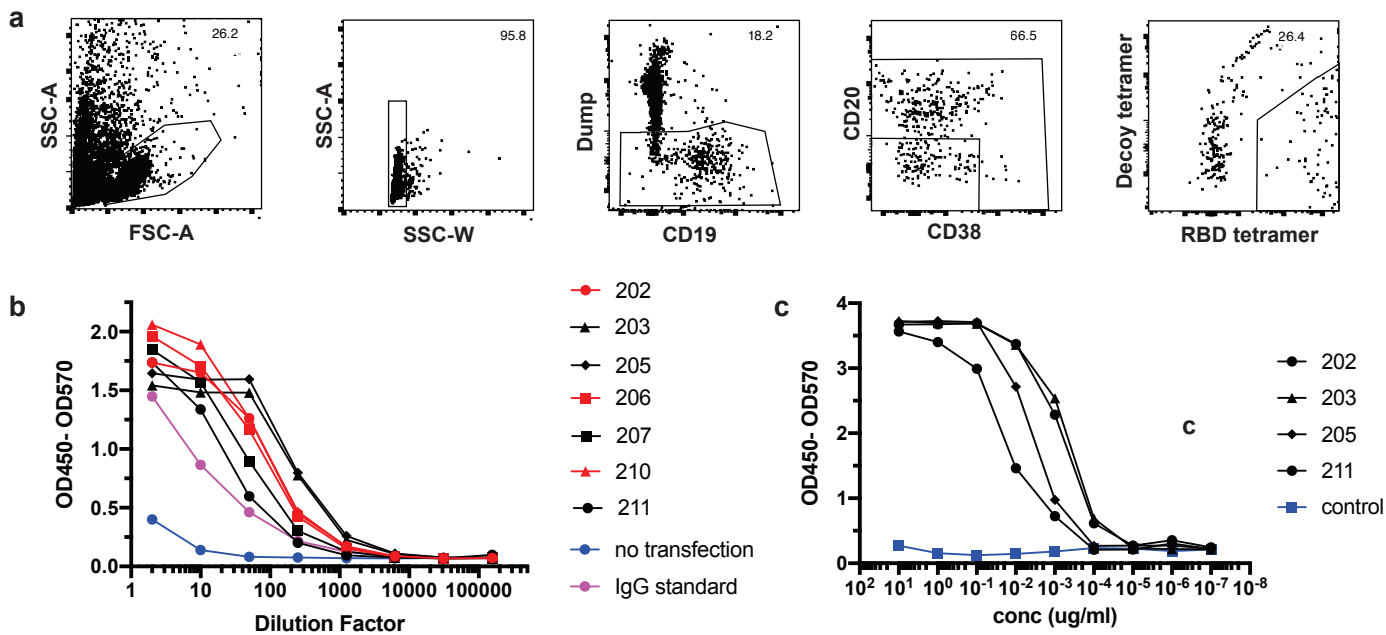 a
26.2
SSC-A
FSC-A
95.8
SSC-A
SSC-W
18.2
Dump
CD19
66.5
CD20
CD38
26.4
Decoy tetramer
RBD tetramer
b
OD450- OD570
2.0
1.5
1.0
0.5
0.0
1 10 100 1000 10000 100000
Dilution Factor
202
203
205
206
207
210
211
no transfection
IgG standard
c
OD450- OD570
4
3
2
1
0
10² 10¹ 10⁰ 10⁻¹ 10⁻² 10⁻³ 10⁻⁴ 10⁻⁵ 10⁻⁶ 10⁻⁷ 10⁻⁸
conc (ug/ml)
c
202
203
205
211
control